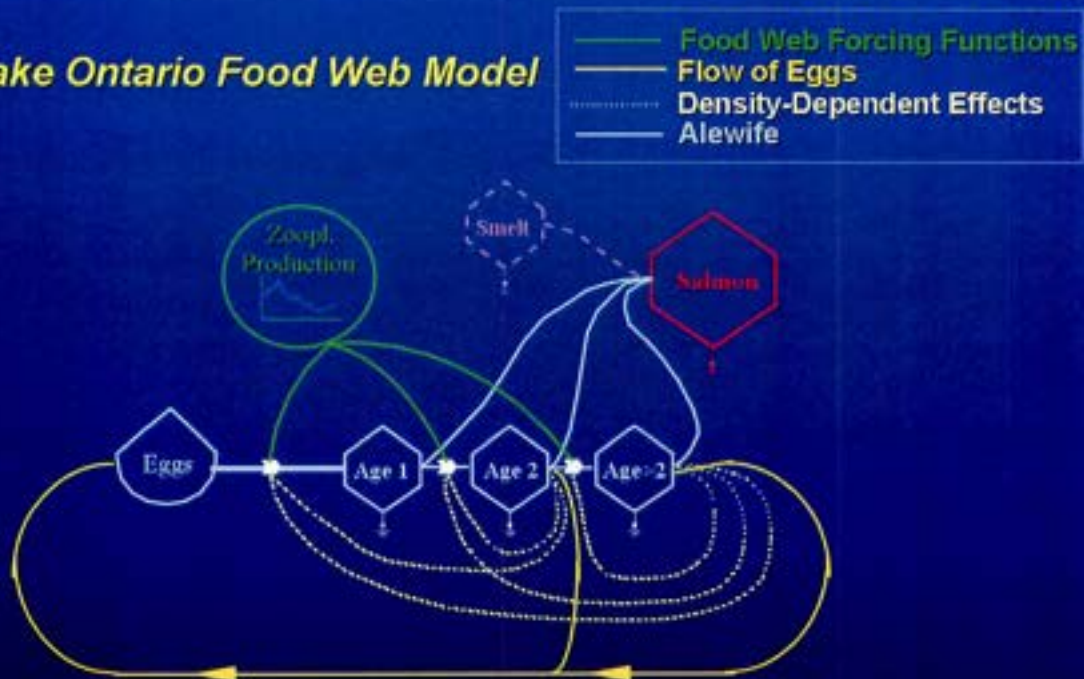 ake Ontario Food Web Model
Food Web Forcing Functions
Flow of Eggs
Density-Dependent Effects
Alewife
Zoopl.
Production
Smelt
Salmon
Eggs
Age 1
Age 2
Age>2